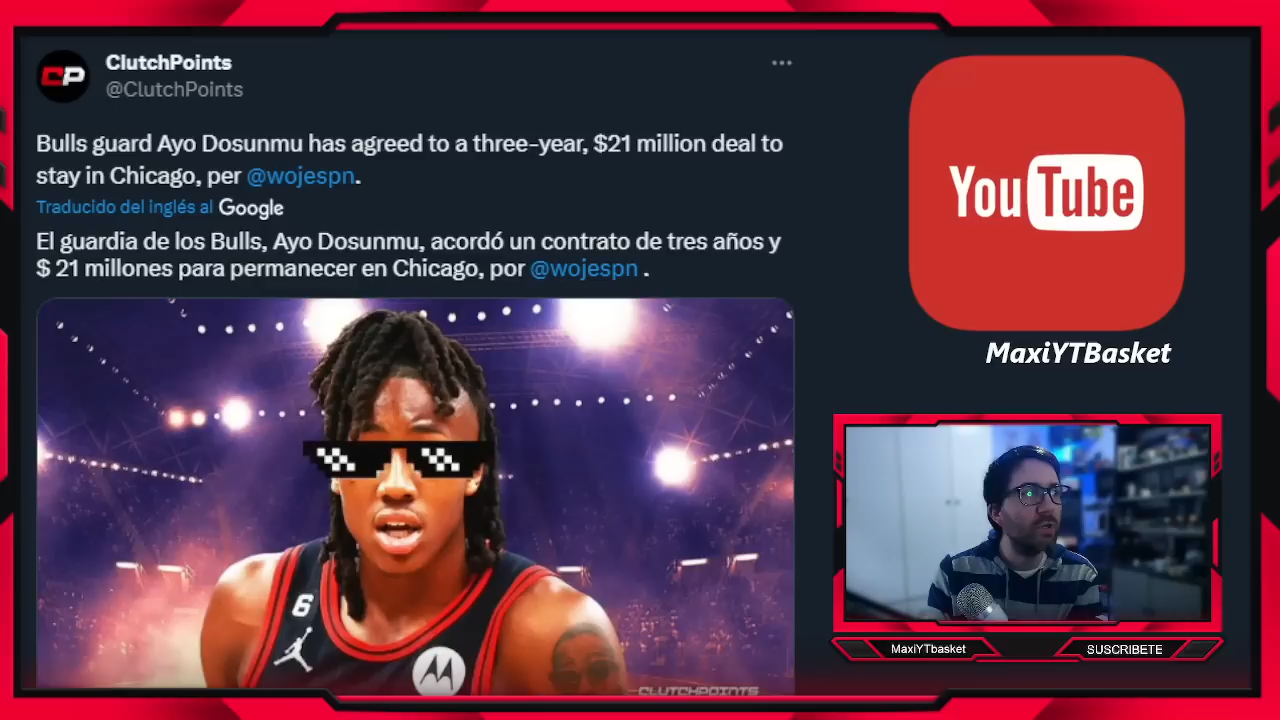 CP
ClutchPoints
@ClutchPoints
Bulls guard Ayo Dosunmu has agreed to a three-year, $21 million deal to
stay in Chicago, per @wojespn.
Traducido del inglés al Google
El guardia de los Bulls, Ayo Dosunmu, acordó un contrato de tres años y
$ 21 millones para permanecer en Chicago, por @wojespn .
6
CLUTCHPOINTS
YouTube
MaxiYTBasket
MaxiYTbasket
SUSCRIBETE